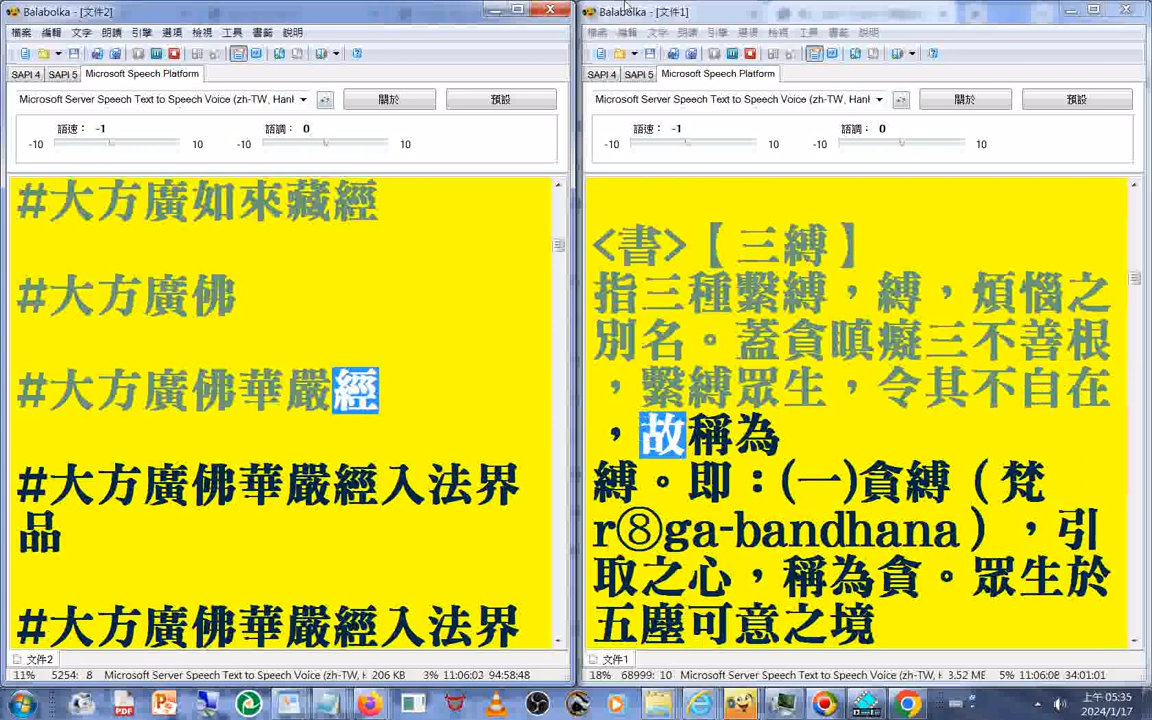 Balabolka - [文件2]
檔案 編輯 文字 朗讀 引擎 選項 檢視 工具 書籤 說明
SAPI 4 SAPI 5 Microsoft Speech Platform
Microsoft Server Speech Text to Speech Voice (zh-TW, Hanl
關於 預設
語速： -1 語調： 0
-10 10 -10 10
#大方廣如來藏經
#大方廣佛
#大方廣佛華嚴經
#大方廣佛華嚴經入法界
品
#大方廣佛華嚴經入法界
文件2
11% 5254: 8 Microsoft Server Speech Text to Speech Voice (zh-TW, H 206 KB 3% 11:06:03 94:58:48
Balabolka - [文件1]
檔案 編輯 文字 朗讀 引擎 選項 檢視 工具 書籤 說明
SAPI 4 SAPI 5 Microsoft Speech Platform
Microsoft Server Speech Text to Speech Voice (zh-TW, Hanl
關於 預設
語速： -1 語調： 0
-10 10 -10 10
<書>【三縛】
指三種繫縛，縛，煩惱之
別名。蓋貪瞋癡三不善根
，繫縛眾生，令其不自在
，故稱為
縛。即：(一)貪縛（梵
r⑧ga-bandhana），引
取之心，稱為貪。眾生於
五塵可意之境
文件1
18% 68999: 10 Microsoft Server Speech Text to Speech Voice (zh-TW, H 3.52 ME 5% 11:06:08 34:01:01
上午 05:35
2024/1/17